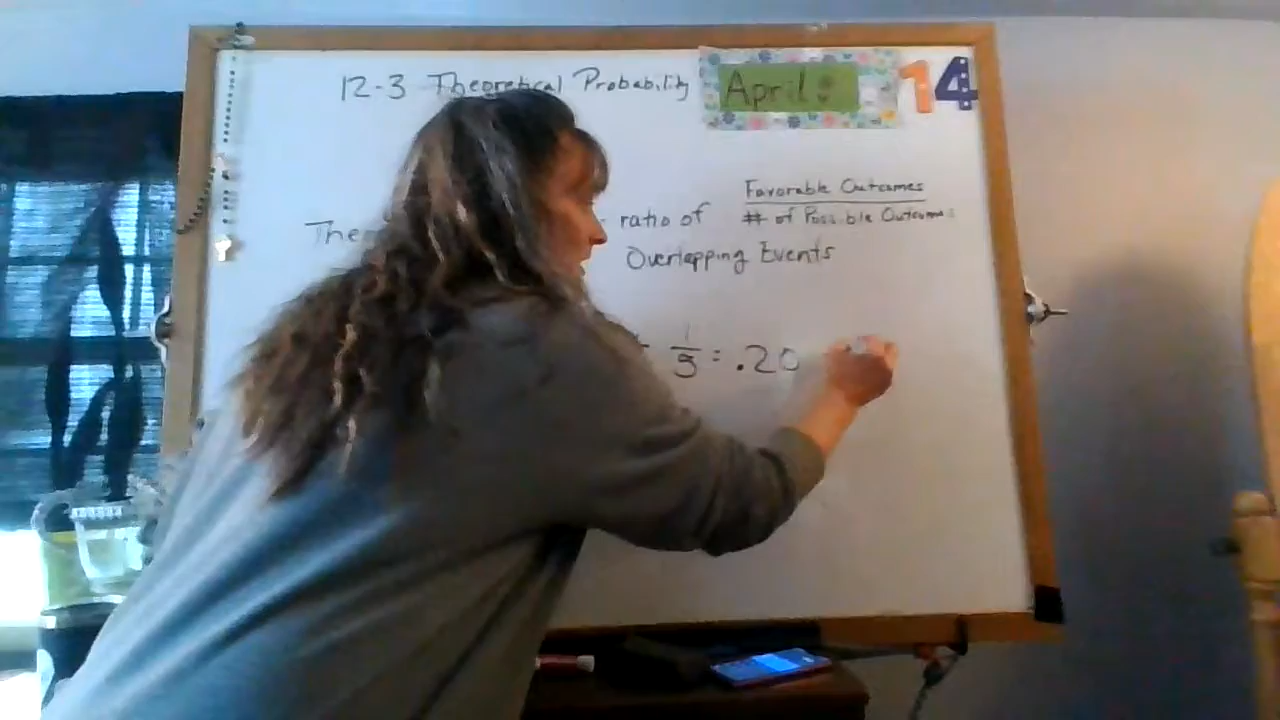 12-3 Theoretical Probability
April: 14
Favorable Outcomes
ratio of # of Possible Outcomes
Overlapping Events
1/5 = .20